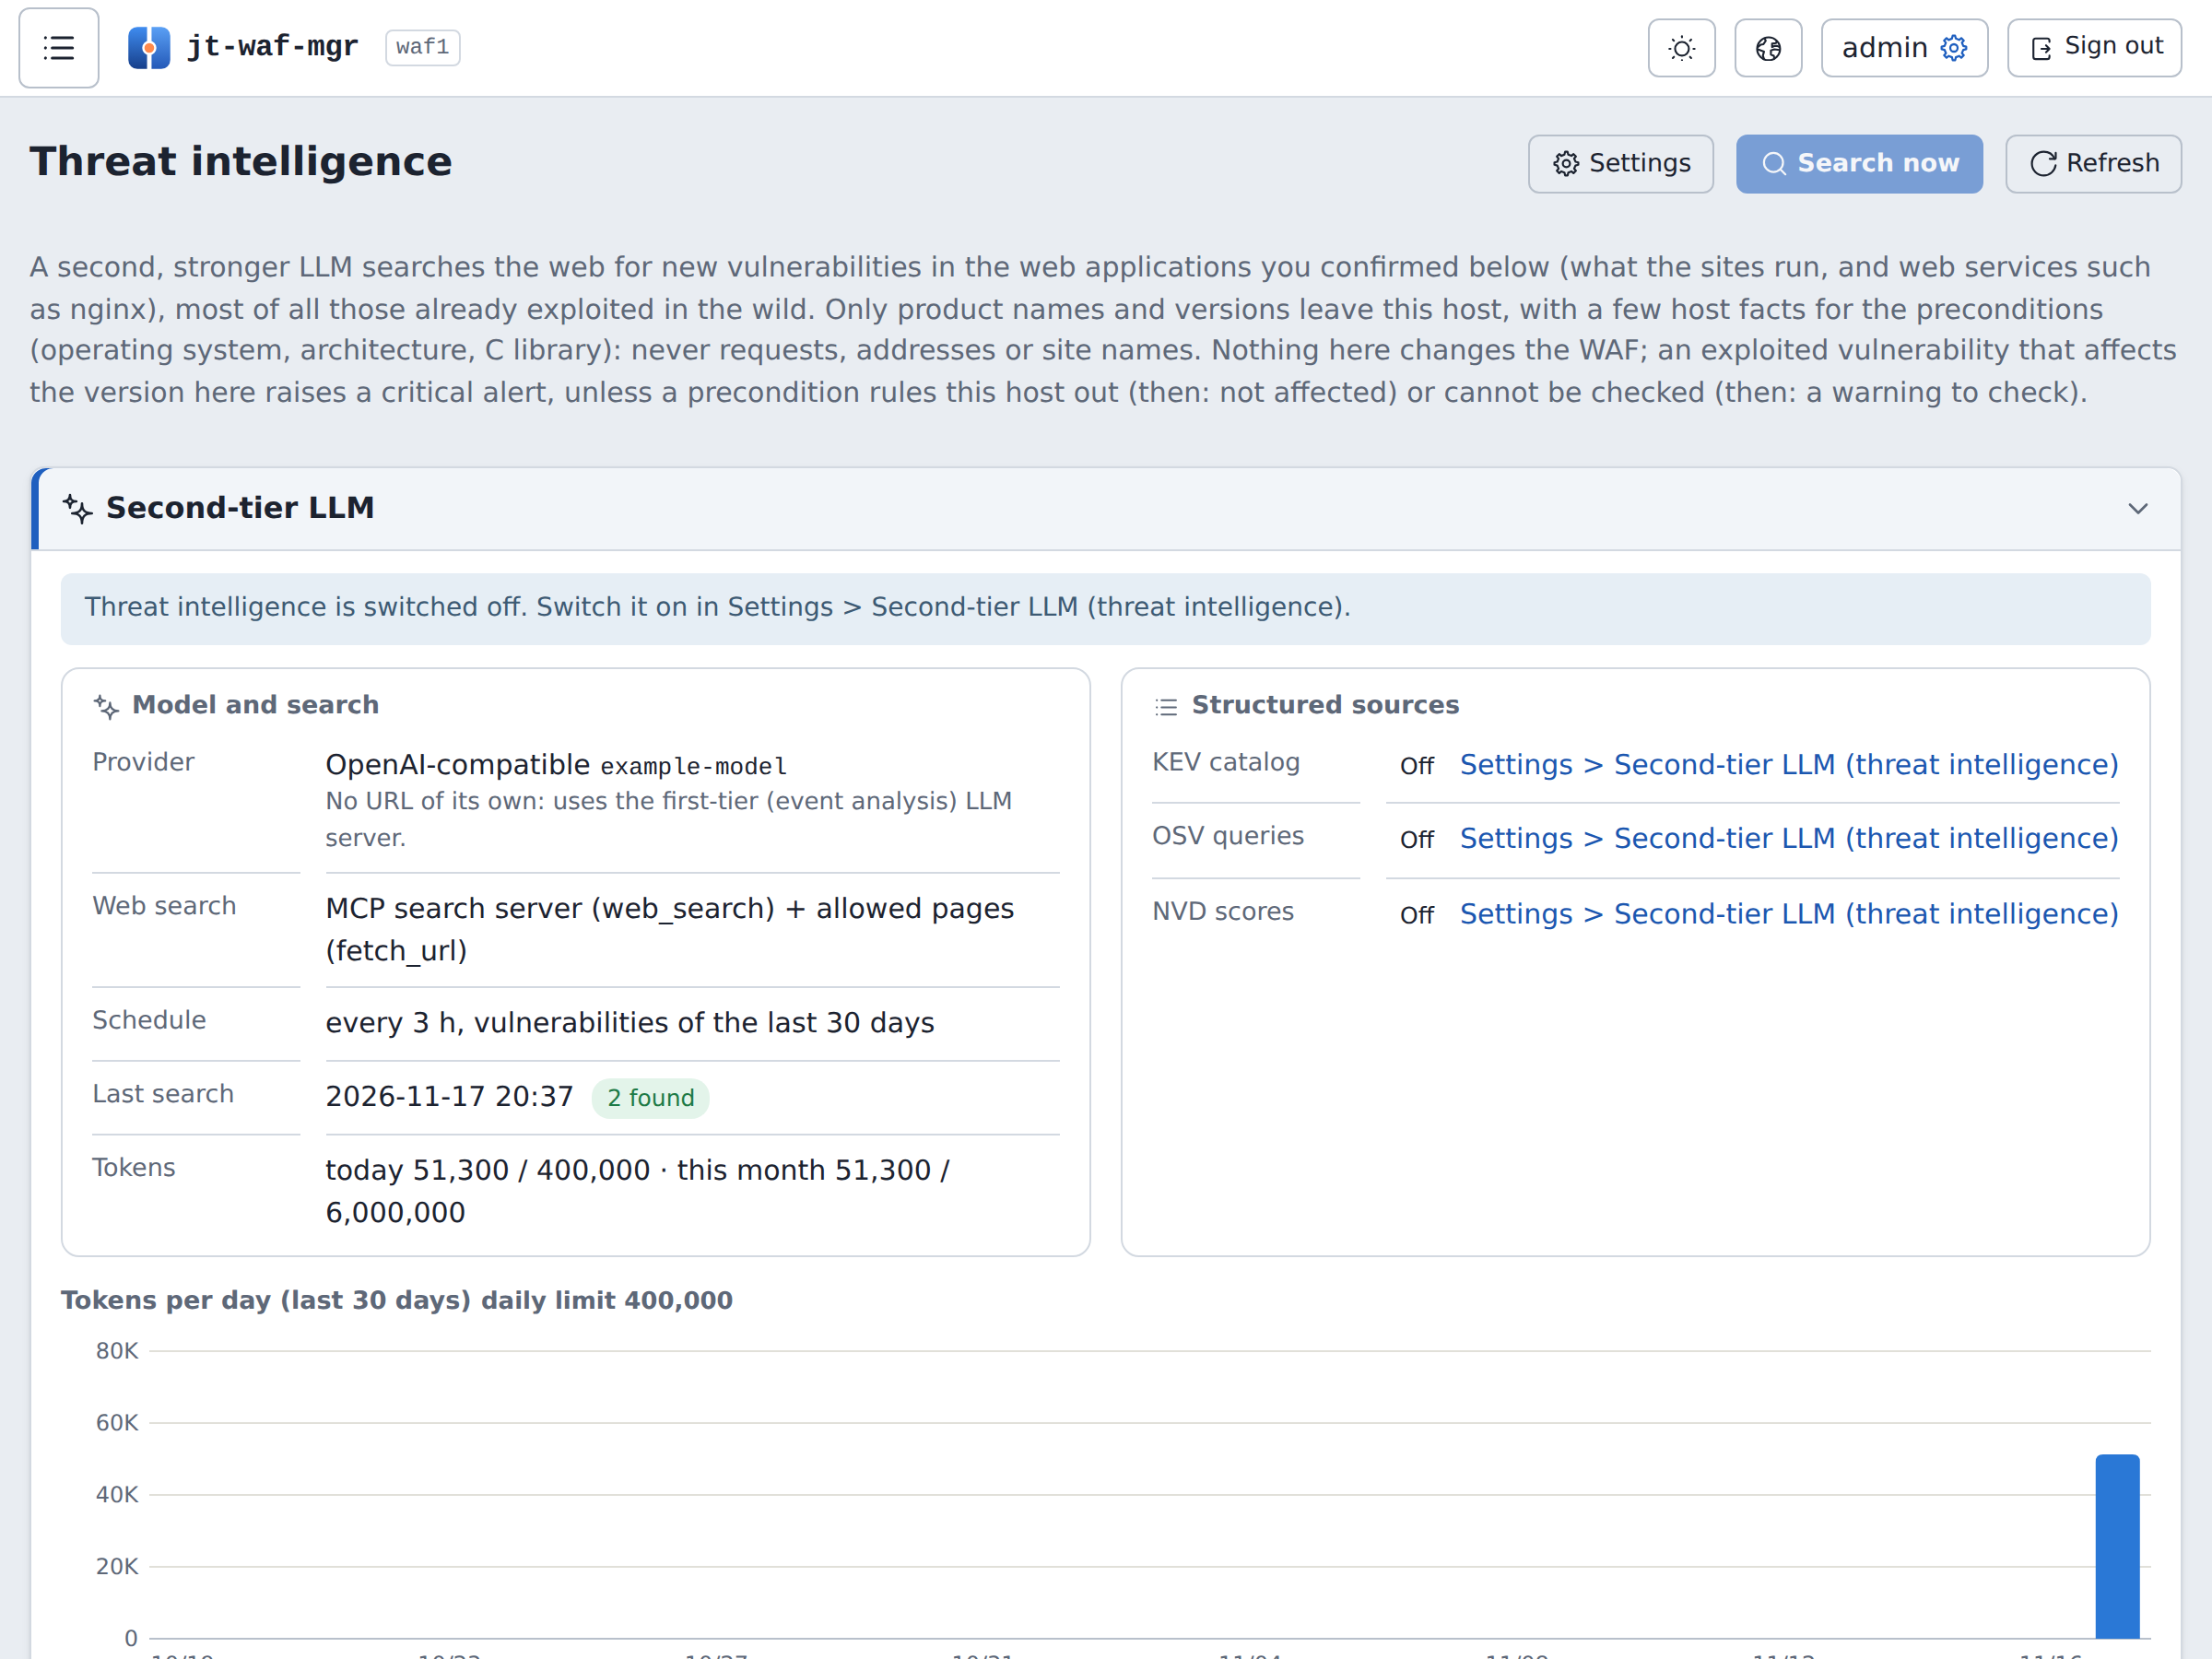 jt-waf-mgr waf1 admin Sign out
Threat intelligence
Settings Search now Refresh
A second, stronger LLM searches the web for new vulnerabilities in the web applications you confirmed below (what the sites run, and web services such
as nginx), most of all those already exploited in the wild. Only product names and versions leave this host, with a few host facts for the preconditions
(operating system, architecture, C library): never requests, addresses or site names. Nothing here changes the WAF; an exploited vulnerability that affects
the version here raises a critical alert, unless a precondition rules this host out (then: not affected) or cannot be checked (then: a warning to check).
Second-tier LLM
Threat intelligence is switched off. Switch it on in Settings > Second-tier LLM (threat intelligence).
Model and search
Provider OpenAI-compatible example-model
No URL of its own: uses the first-tier (event analysis) LLM
server.
Web search MCP search server (web_search) + allowed pages
(fetch_url)
Schedule every 3 h, vulnerabilities of the last 30 days
Last search 2026-11-17 20:37 2 found
Tokens today 51,300 / 400,000 · this month 51,300 /
6,000,000
Structured sources
KEV catalog Off Settings > Second-tier LLM (threat intelligence)
OSV queries Off Settings > Second-tier LLM (threat intelligence)
NVD scores Off Settings > Second-tier LLM (threat intelligence)
Tokens per day (last 30 days) daily limit 400,000
80K
60K
40K
20K
0